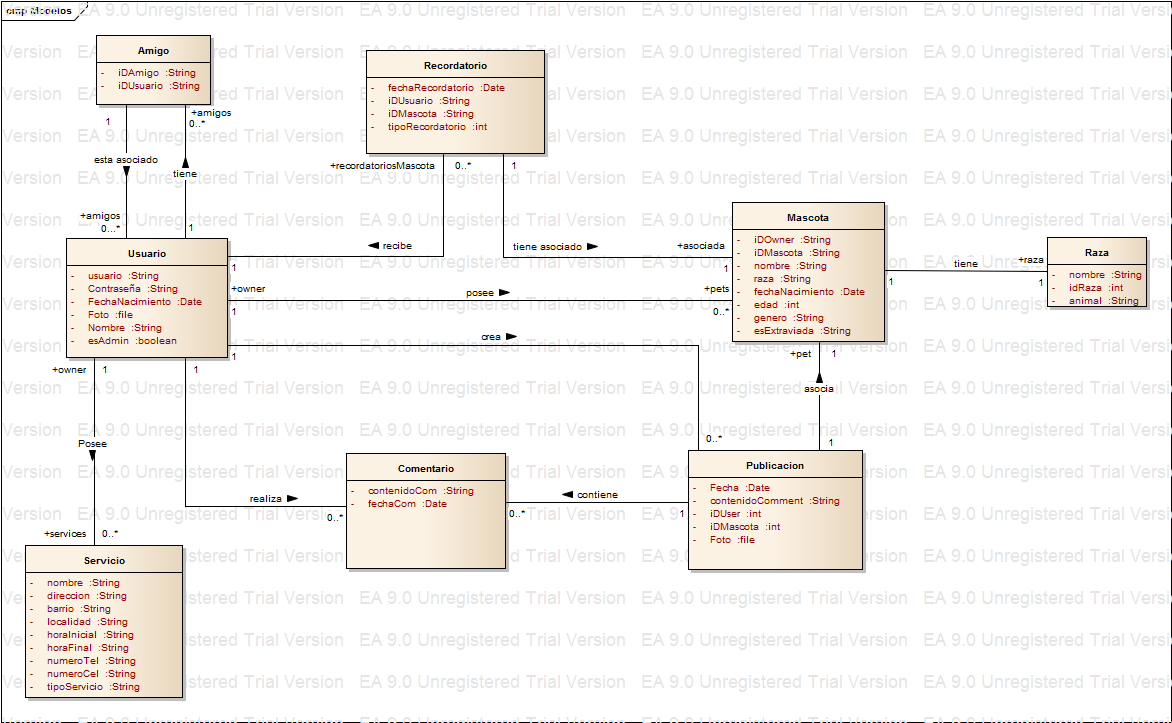 cmp Modelos
Amigo
- iDAmigo :String
- iDUsuario :String
1
+amigos
0..*
esta asociado
tiene
+amigos
0...*
1
Recordatorio
- fechaRecordatorio :Date
- iDUsuario :String
- iDMascota :String
- tipoRecordatorio :int
+recordatoriosMascota
0..*
1
recibe
tiene asociado
+asociada
1
Usuario
- usuario :String
- Contraseña :String
- FechaNacimiento :Date
- Foto :file
- Nombre :String
- esAdmin :boolean
1
+owner
1
posee
+pets
0..*
crea
1
0..*
Mascota
- iDOwner :String
- iDMascota :String
- nombre :String
- raza :String
- fechaNacimiento :Date
- edad :int
- genero :String
- esExtraviada :String
1
tiene
+raza
1
Raza
- nombre :String
- idRaza :int
- animal :String
+pet
1
asocia
1
+owner
1
1
Posee
+services
0..*
realiza
0..*
Comentario
- contenidoCom :String
- fechaCom :Date
0..*
contiene
1
Publicacion
- Fecha :Date
- contenidoComment :String
- iDUser :int
- iDMascota :int
- Foto :file
Servicio
- nombre :String
- direccion :String
- barrio :String
- localidad :String
- horaInicial :String
- horaFinal :String
- numeroTel :String
- numeroCel :String
- tipoServicio :String
EA 9.0 Unregistered Trial Version